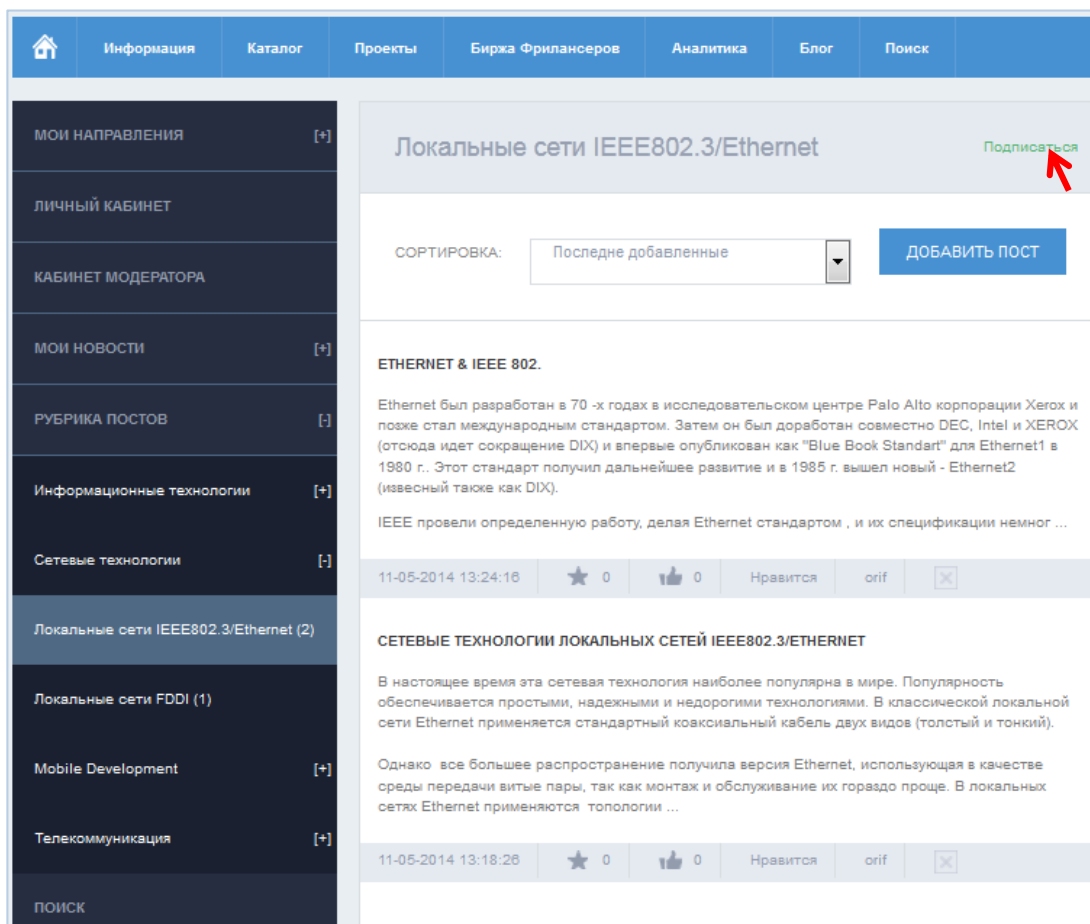 Информация Каталог Проекты Биржа Фрилансеров Аналитика Блог Поиск
МОИ НАПРАВЛЕНИЯ [+]
ЛИЧНЫЙ КАБИНЕТ
КАБИНЕТ МОДЕРАТОРА
МОИ НОВОСТИ [+]
РУБРИКА ПОСТОВ [-]
Информационные технологии [+]
Сетевые технологии [-]
Локальные сети IEEE802.3/Ethernet (2)
Локальные сети FDDI (1)
Mobile Development [+]
Телекоммуникация [+]
ПОИСК
Локальные сети IEEE802.3/Ethernet
Подписаться
СОРТИРОВКА: Последне добавленные ДОБАВИТЬ ПОСТ
ETHERNET & IEEE 802.
Ethernet был разработан в 70 -х годах в исследовательском центре Palo Alto корпорации Xerox и
позже стал международным стандартом. Затем он был доработан совместно DEC, Intel и XEROX
(отсюда идет сокращение DIX) и впервые опубликован как "Blue Book Standart" для Ethernet1 в
1980 г.. Этот стандарт получил дальнейшее развитие и в 1985 г. вышел новый - Ethernet2
(извесный также как DIX).
IEEE провели определенную работу, делая Ethernet стандартом , и их спецификации немног ...
11-05-2014 13:24:16 0 0 Нравится orif
СЕТЕВЫЕ ТЕХНОЛОГИИ ЛОКАЛЬНЫХ СЕТЕЙ IEEE802.3/ETHERNET
В настоящее время эта сетевая технология наиболее популярна в мире. Популярность
обеспечивается простыми, надежными и недорогими технологиями. В классической локальной
сети Ethernet применяется стандартный коаксиальный кабель двух видов (толстый и тонкий).
Однако все большее распространение получила версия Ethernet, использующая в качестве
среды передачи витые пары, так как монтаж и обслуживание их гораздо проще. В локальных
сетях Ethernet применяются топологии ...
11-05-2014 13:18:26 0 0 Нравится orif